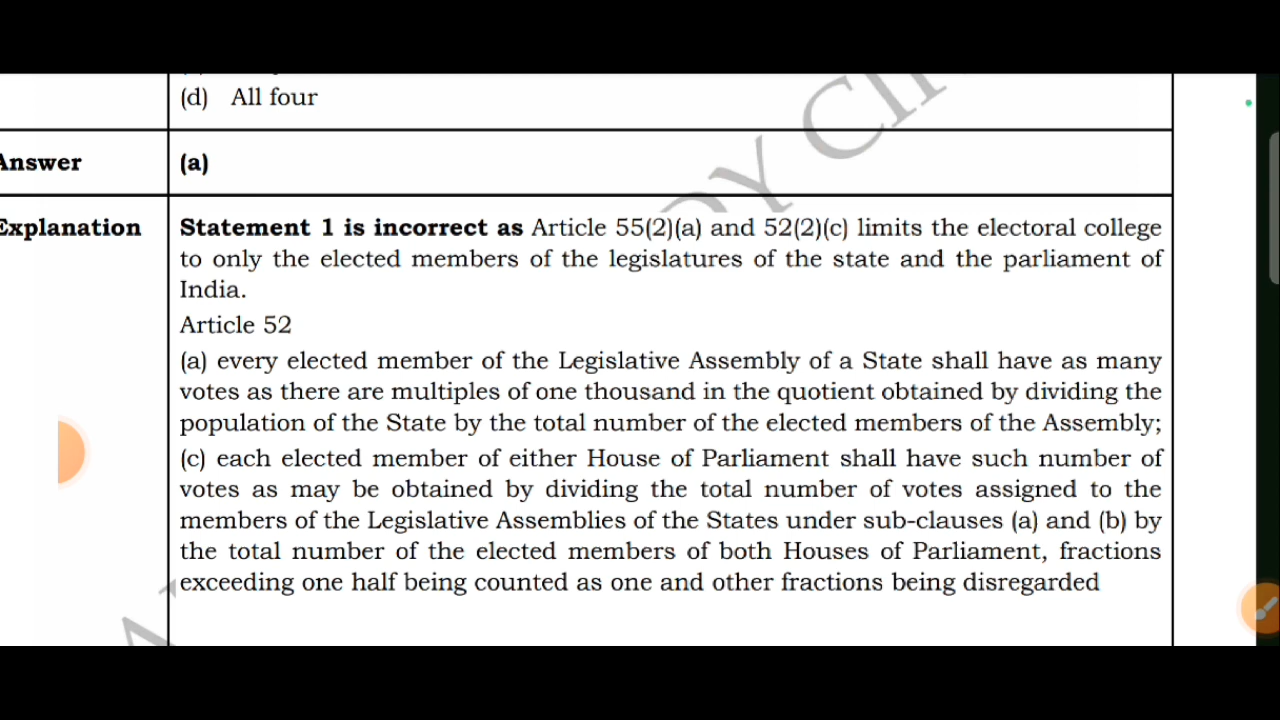 (d) All four
Answer
(a)
Explanation
Statement 1 is incorrect as Article 55(2)(a) and 52(2)(c) limits the electoral college
to only the elected members of the legislatures of the state and the parliament of
India.
Article 52
(a) every elected member of the Legislative Assembly of a State shall have as many
votes as there are multiples of one thousand in the quotient obtained by dividing the
population of the State by the total number of the elected members of the Assembly;
(c) each elected member of either House of Parliament shall have such number of
votes as may be obtained by dividing the total number of votes assigned to the
members of the Legislative Assemblies of the States under sub-clauses (a) and (b) by
the total number of the elected members of both Houses of Parliament, fractions
exceeding one half being counted as one and other fractions being disregarded